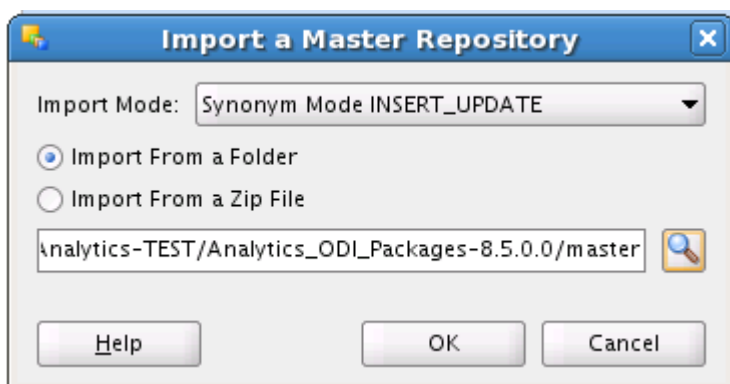 Import a Master Repository
Import Mode: Synonym Mode INSERT_UPDATE
Import From a Folder
Import From a Zip File
Analytics-TEST/Analytics_ODI_Packages-8.5.0.0/master
Help OK Cancel